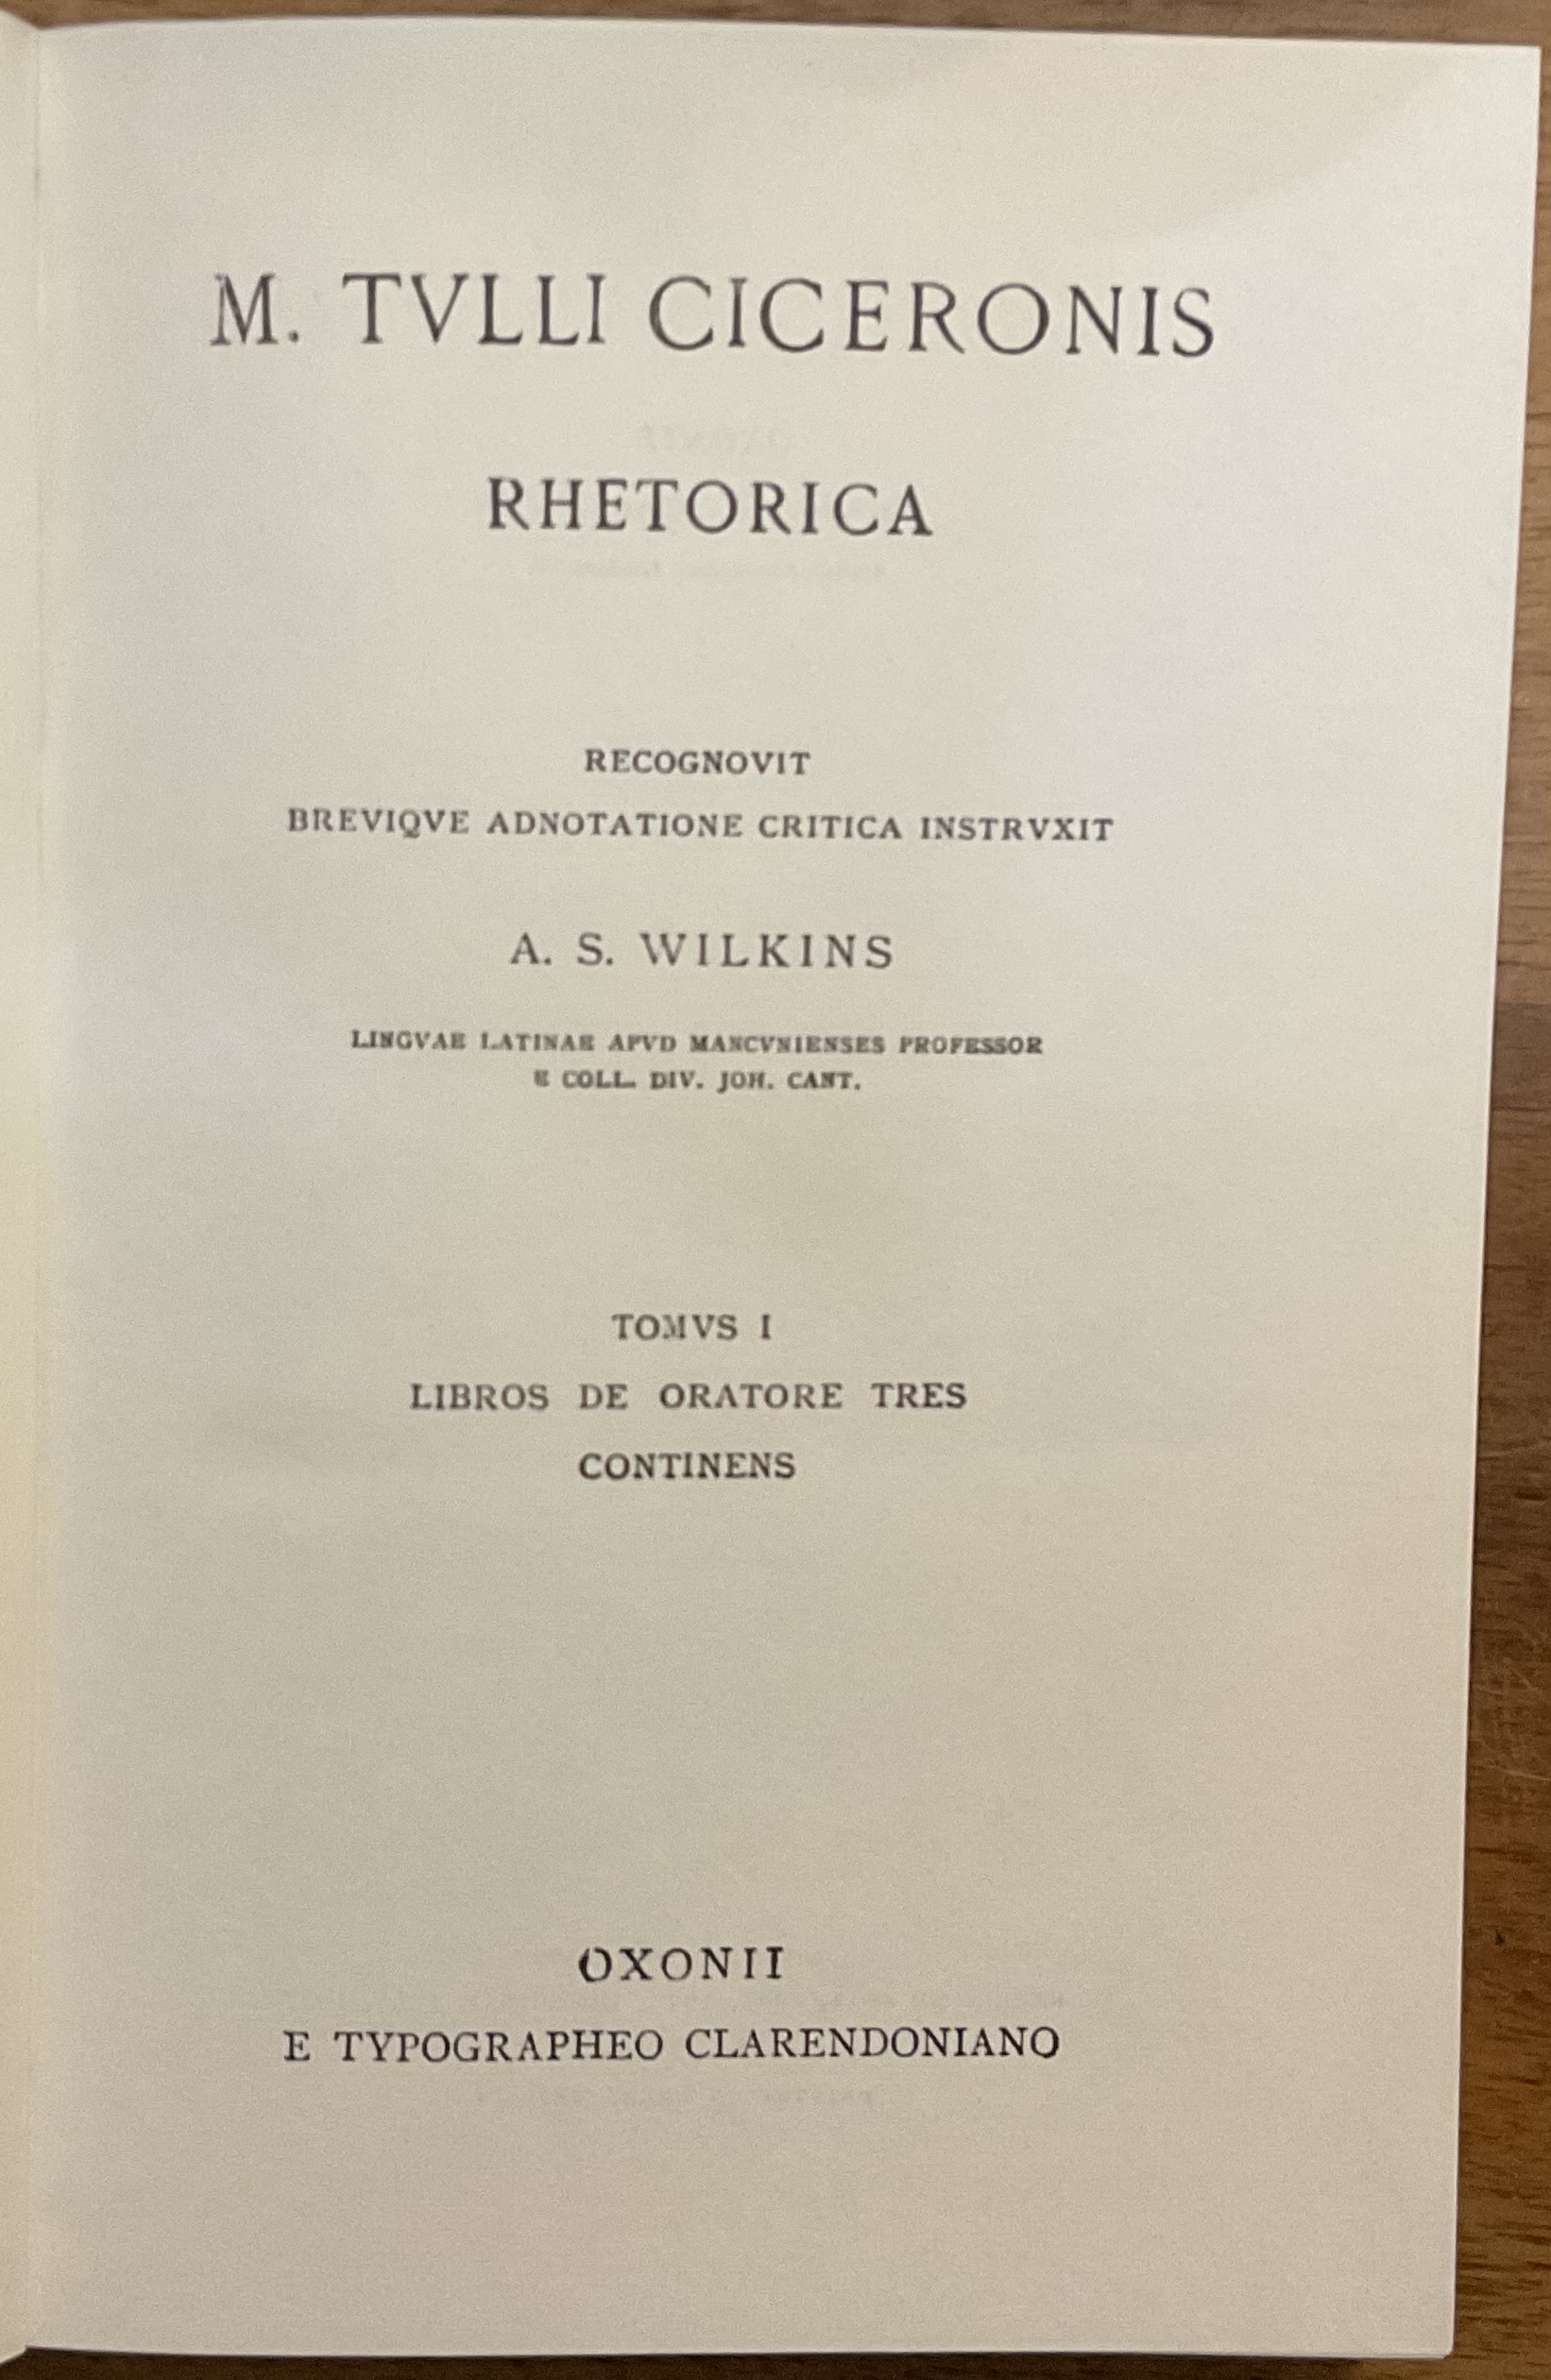 M. TVLLI CICERONIS
RHETORICA
RECOGNOVIT
BREVIQVE ADNOTATIONE CRITICA INSTRVXIT
A. S. WILKINS
LINGVAE LATINAE APVD MANCVNIENSES PROFESSOR
E COLL. DIV. JOH. CANT.
TOMVS I
LIBROS DE ORATORE TRES
CONTINENS
OXONII
E TYPOGRAPHEO CLARENDONIANO